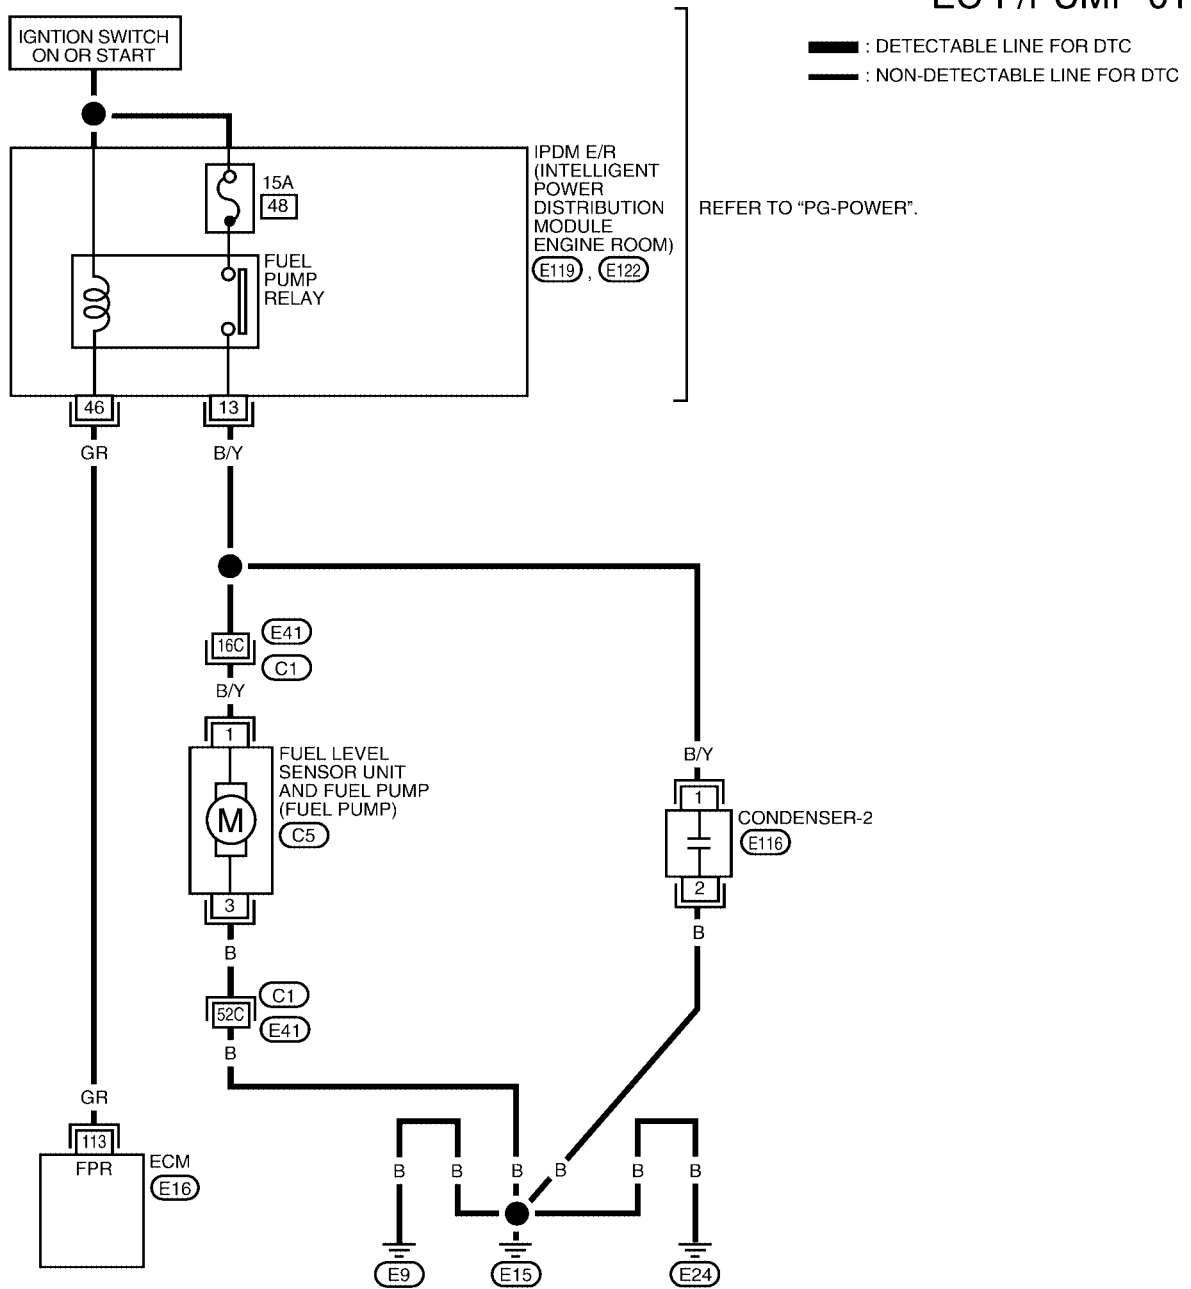 IGNTION SWITCH
ON OR START
: DETECTABLE LINE FOR DTC
: NON-DETECTABLE LINE FOR DTC
15A
48
FUEL
PUMP
RELAY
IPDM E/R
(INTELLIGENT
POWER
DISTRIBUTION
MODULE
ENGINE ROOM)
E119 , E122
REFER TO “PG-POWER”.
46
13
GR
B/Y
16C
E41
C1
B/Y
1
FUEL LEVEL
SENSOR UNIT
AND FUEL PUMP
(FUEL PUMP)
C5
M
3
B
C1
52C
E41
B
B/Y
1
CONDENSER-2
E116
2
B
GR
113
FPR
ECM
E16
B
B
B
B
B
B
E9
E15
E24